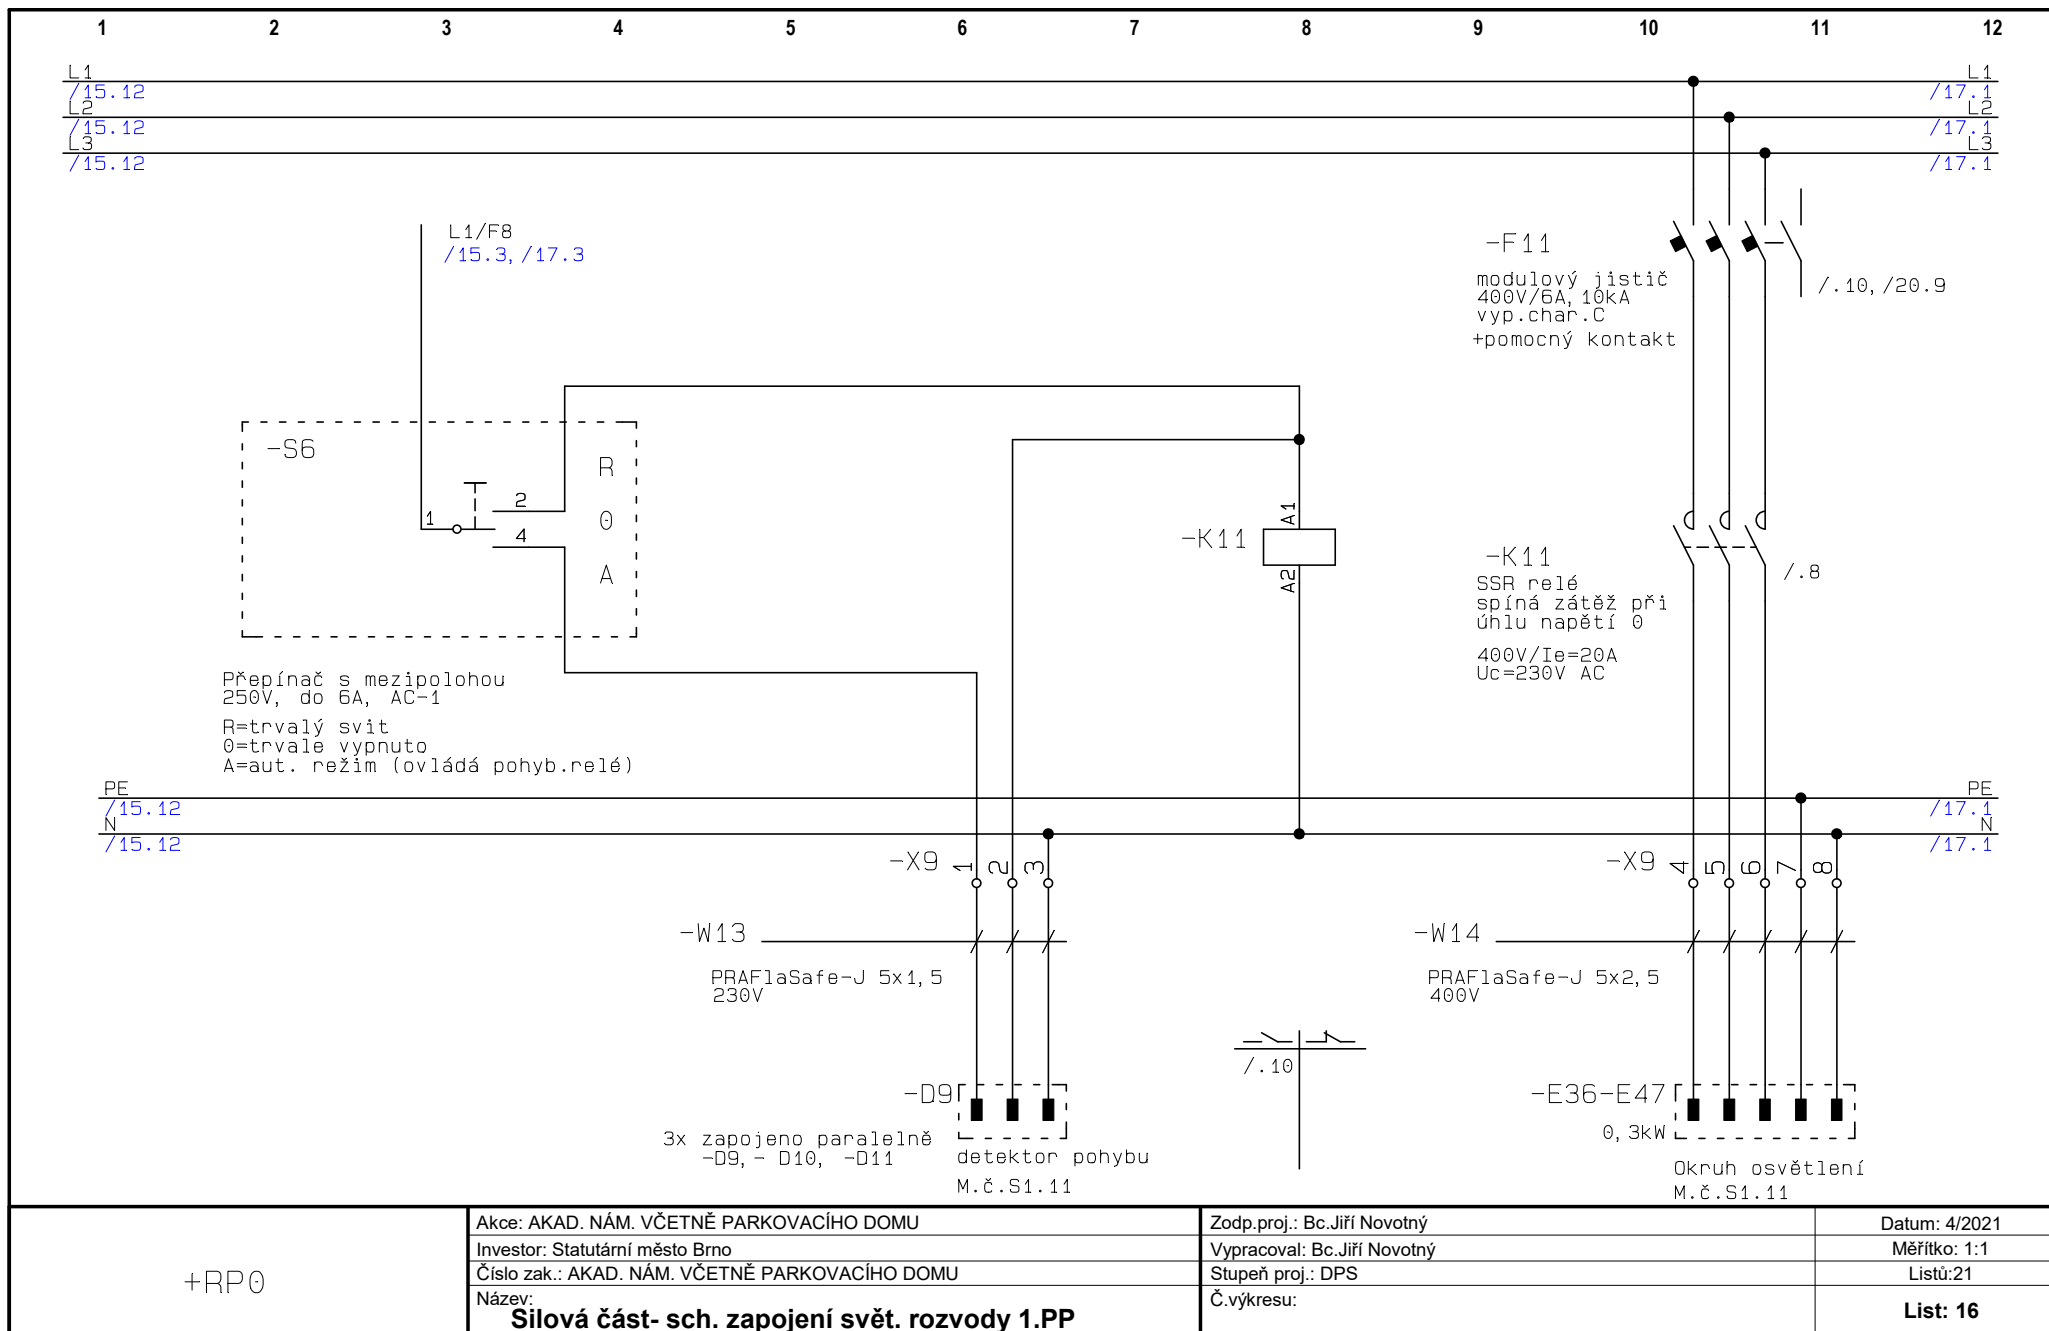 1 2 3 4 5 6 7 8 9 10 11 12
L1 L1
/15.12 /17.1
L2 L2
/15.12 /17.1
L3 L3
/15.12 /17.1
L1/F8
/15.3,/17.3
-F11
modulový jistič
400V/6A,10kA
vyp.char.C
+pomocný kontakt
/.10,/20.9
-S6
R
0
A
1
2
4
Přepínač s mezipolohou
250V, do 6A, AC-1
R=trvalý svit
0=trvale vypnuto
A=aut. režim (ovládá pohyb.relé)
-K11
A1
A2
-K11
SSR relé
spíná zátěž při
úhlu napětí 0
400V/Ie=20A
Uc=230V AC
/.8
PE PE
/15.12 /17.1
N N
/15.12 /17.1
-X9 1 2 3
-X9 4 5 6 7 8
-W13
PRAFlaSafe-J 5x1,5
230V
-W14
PRAFlaSafe-J 5x2,5
400V
/.10
-D9
3x zapojeno paralelně
-D9,- D10, -D11
detektor pohybu
M.č.S1.11
-E36-E47
0,3kW
Okruh osvětlení
M.č.S1.11
+RP0
Akce: AKAD. NÁM. VČETNĚ PARKOVACÍHO DOMU
Investor: Statutární město Brno
Číslo zak.: AKAD. NÁM. VČETNĚ PARKOVACÍHO DOMU
Název:
Silová část- sch. zapojení svět. rozvody 1.PP
Zodp.proj.: Bc.Jiří Novotný
Vypracoval: Bc.Jiří Novotný
Stupeň proj.: DPS
Č.výkresu:
Datum: 4/2021
Měřítko: 1:1
Listů:21
List: 16